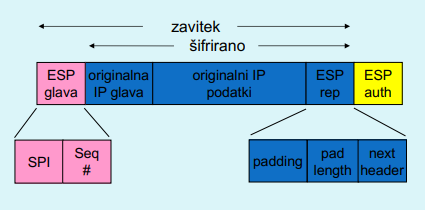 zavitek
šifrirano
ESP
glava
originalna
IP glava
originalni IP
podatki
ESP
rep
ESP
auth
SPI
Seq
#
padding
pad
length
next
header